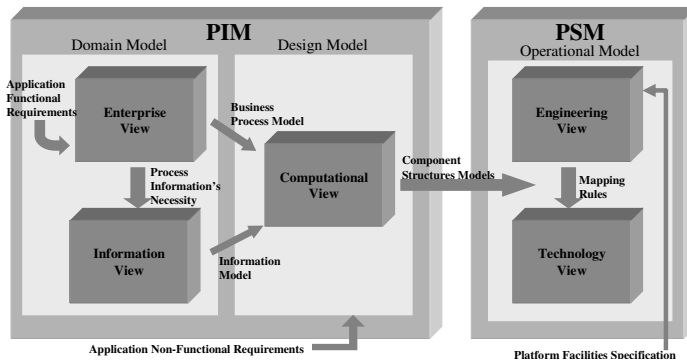 PIM
Domain Model
Design Model
Application
Functional
Requirements
Enterprise
View
Business
Process Model
Process
Information's
Necessity
Computational
View
Information
View
Information
Model
Component
Structures Models
Application Non-Functional Requirements
PSM
Operational Model
Engineering
View
Mapping
Rules
Technology
View
Platform Facilities Specification